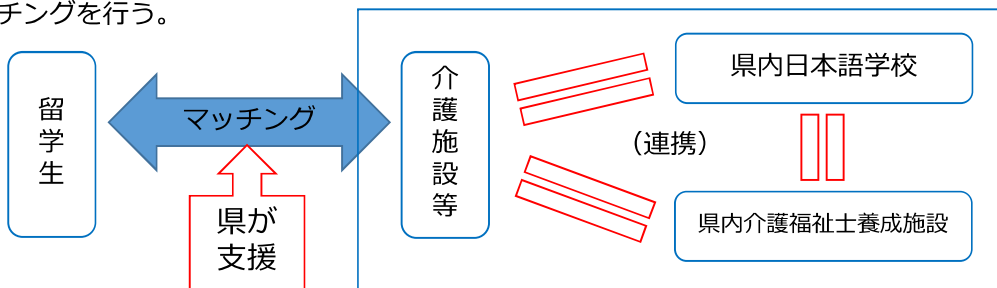 チングを行う。
留学生
マッチング
県が
支援
介護施設等
(連携)
県内日本語学校
県内介護福祉士養成施設